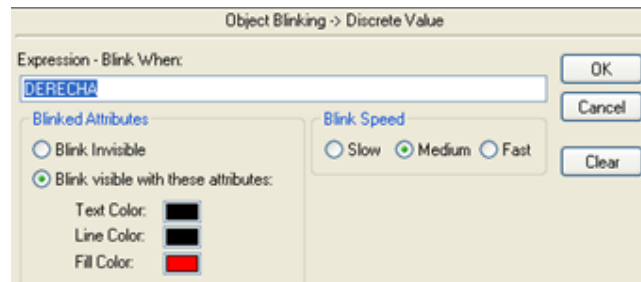 Object Blinking -> Discrete Value
Expression - Blink When:
DERECHA
OK
Cancel
Clear
Blinked Attributes
Blink Invisible
Blink visible with these attributes:
Text Color:
Line Color:
Fill Color:
Blink Speed
Slow Medium Fast